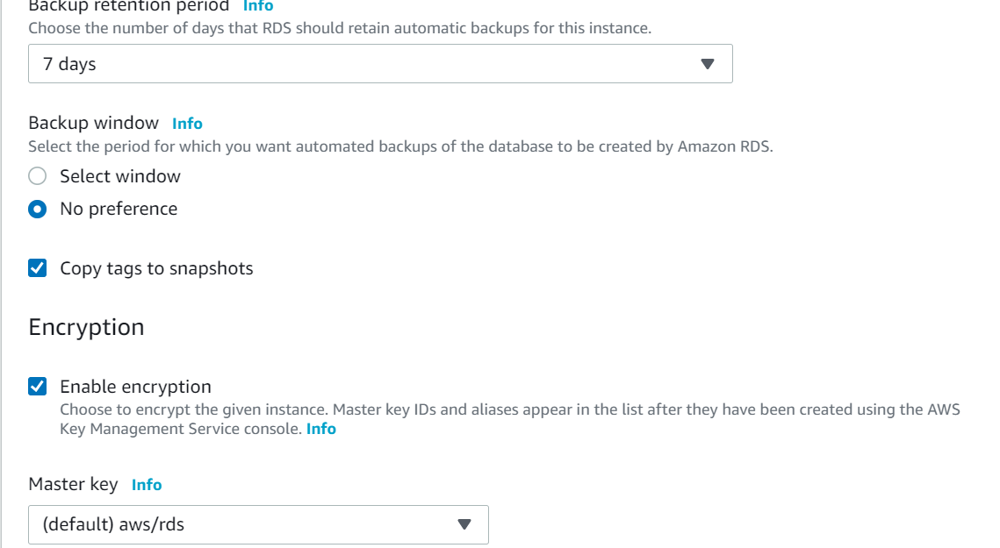 Backup retention period Info
Choose the number of days that RDS should retain automatic backups for this instance.
7 days
Backup window Info
Select the period for which you want automated backups of the database to be created by Amazon RDS.
Select window
No preference
Copy tags to snapshots
Encryption
Enable encryption
Choose to encrypt the given instance. Master key IDs and aliases appear in the list after they have been created using the AWS
Key Management Service console. Info
Master key Info
(default) aws/rds